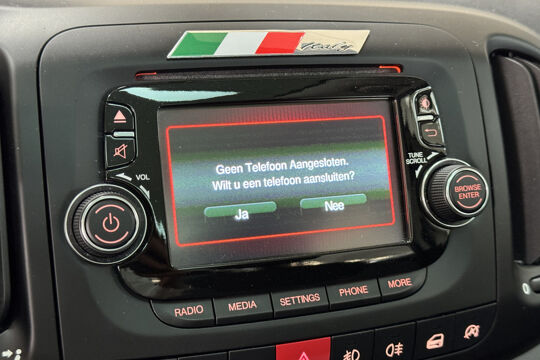 Italy
Geen Telefoon Aangesloten.
Wilt u een telefoon aansluiten?
Ja Nee
VOL
TUNE
SCROLL
BROWSE
ENTER
RADIO MEDIA SETTINGS PHONE MORE
0